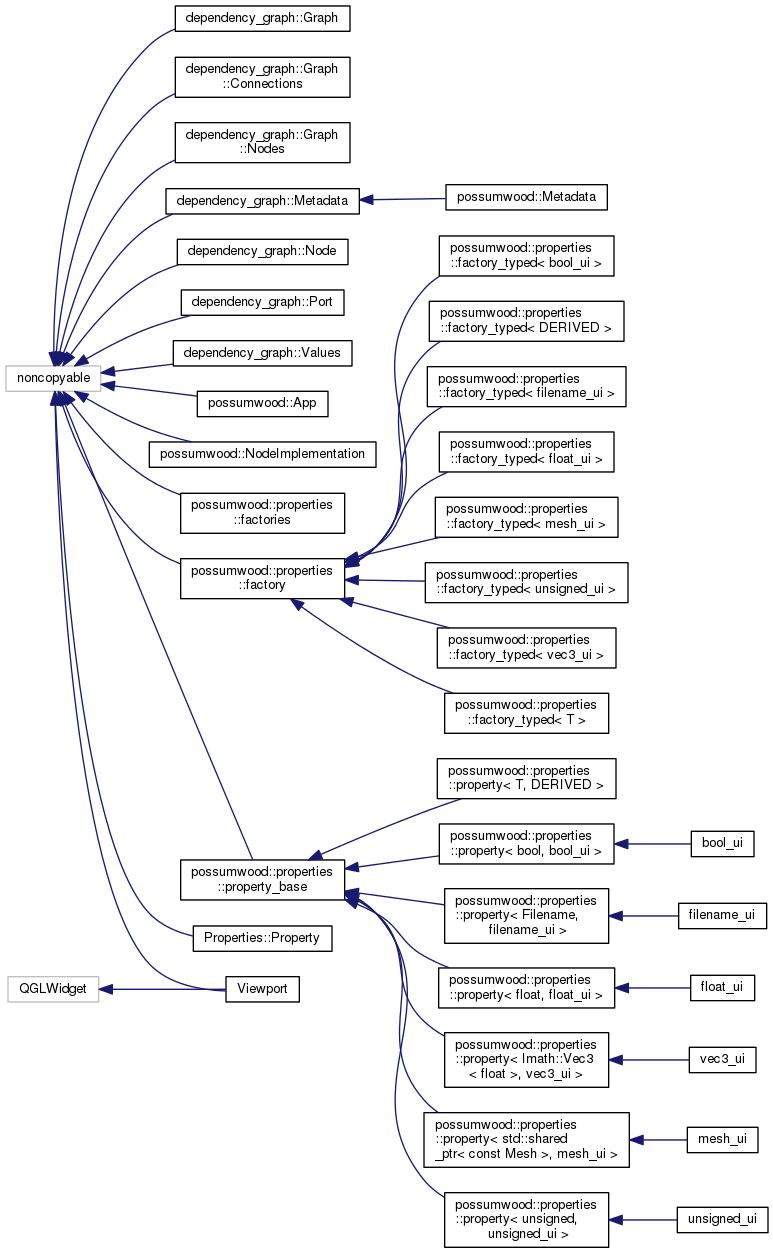 dependency_graph::Graph
dependency_graph::Graph
::Connections
dependency_graph::Graph
::Nodes
dependency_graph::Metadata
possumwood::Metadata
dependency_graph::Node
dependency_graph::Port
dependency_graph::Values
noncopyable
possumwood::App
possumwood::NodeImplementation
possumwood::properties
::factories
possumwood::properties
::factory
possumwood::properties
::factory_typed< bool_ui >
possumwood::properties
::factory_typed< DERIVED >
possumwood::properties
::factory_typed< filename_ui >
possumwood::properties
::factory_typed< float_ui >
possumwood::properties
::factory_typed< mesh_ui >
possumwood::properties
::factory_typed< unsigned_ui >
possumwood::properties
::factory_typed< vec3_ui >
possumwood::properties
::factory_typed< T >
possumwood::properties
::property< T, DERIVED >
possumwood::properties
::property< bool, bool_ui >
bool_ui
possumwood::properties
::property_base
possumwood::properties
::property< Filename,
filename_ui >
filename_ui
Properties::Property
QGLWidget
Viewport
possumwood::properties
::property< float, float_ui >
float_ui
possumwood::properties
::property< Imath::Vec3
< float >, vec3_ui >
vec3_ui
possumwood::properties
::property< std::shared
_ptr< const Mesh >, mesh_ui >
mesh_ui
possumwood::properties
::property< unsigned,
unsigned_ui >
unsigned_ui